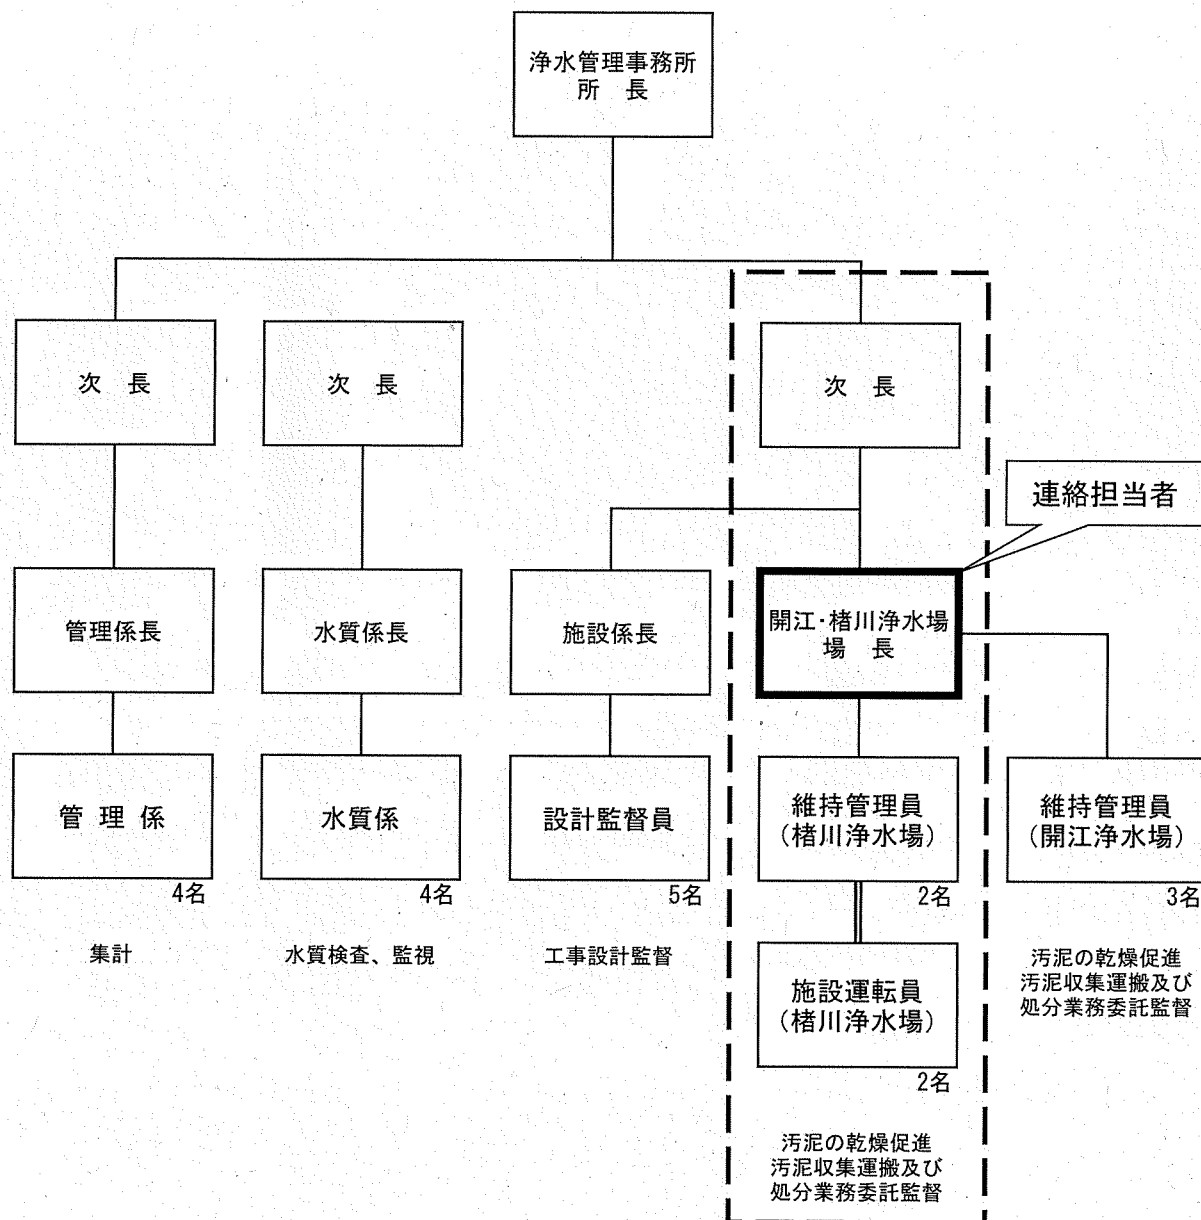 浄水管理事務所
所　長
次　長
次　長
次　長
連絡担当者
管理係長
水質係長
施設係長
開江・楮川浄水場
場　長
管 理 係
4名
集計
水質係
4名
水質検査、監視
設計監督員
5名
工事設計監督
維持管理員
(楮川浄水場)
2名
施設運転員
(楮川浄水場)
2名
汚泥の乾燥促進
汚泥収集運搬及び
処分業務委託監督
維持管理員
(開江浄水場)
3名
汚泥の乾燥促進
汚泥収集運搬及び
処分業務委託監督